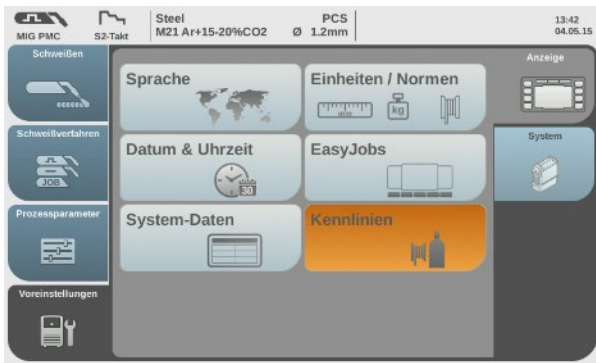 MIG PMC
S2-Takt
Steel
M21 Ar+15-20%CO2
PCS
Ø 1.2mm
13:42
04.05.15
Schweißen
Schweißverfahren
JOB
Prozessparameter
Voreinstellungen
Sprache
Einheiten / Normen
kg
Datum & Uhrzeit
30
EasyJobs
System-Daten
Kennlinien
Anzeige
System